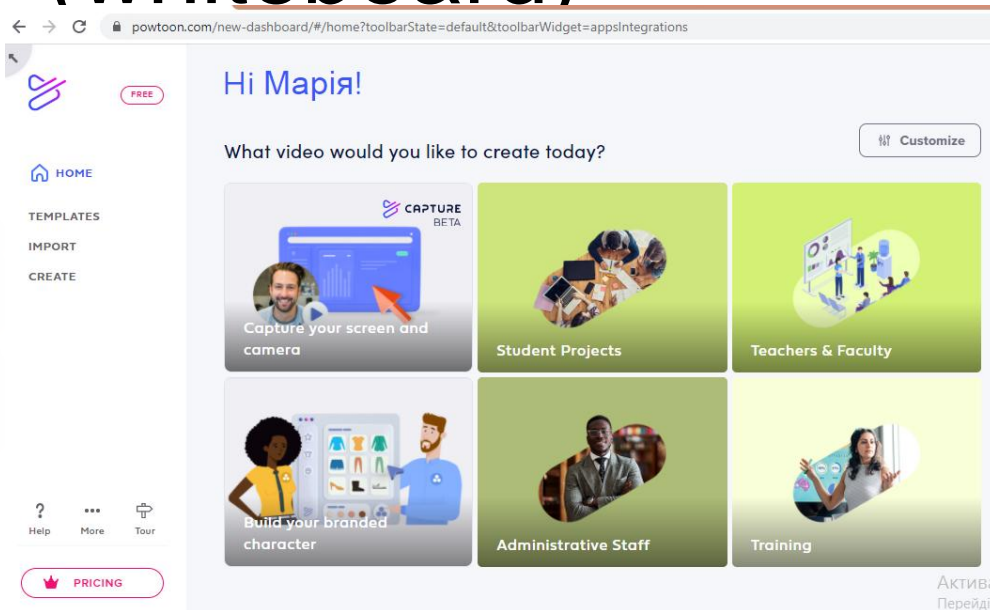 (whiteboard)
powtoon.com/new-dashboard/#/home?toolbarState=default&toolbarWidget=appsIntegrations
FREE
Hi Марія!
What video would you like to create today?
Customize
HOME
TEMPLATES
IMPORT
CREATE
CAPTURE
BETA
Capture your screen and
camera
Student Projects
Teachers & Faculty
Build your branded
character
Administrative Staff
Training
? Help
More
Tour
PRICING